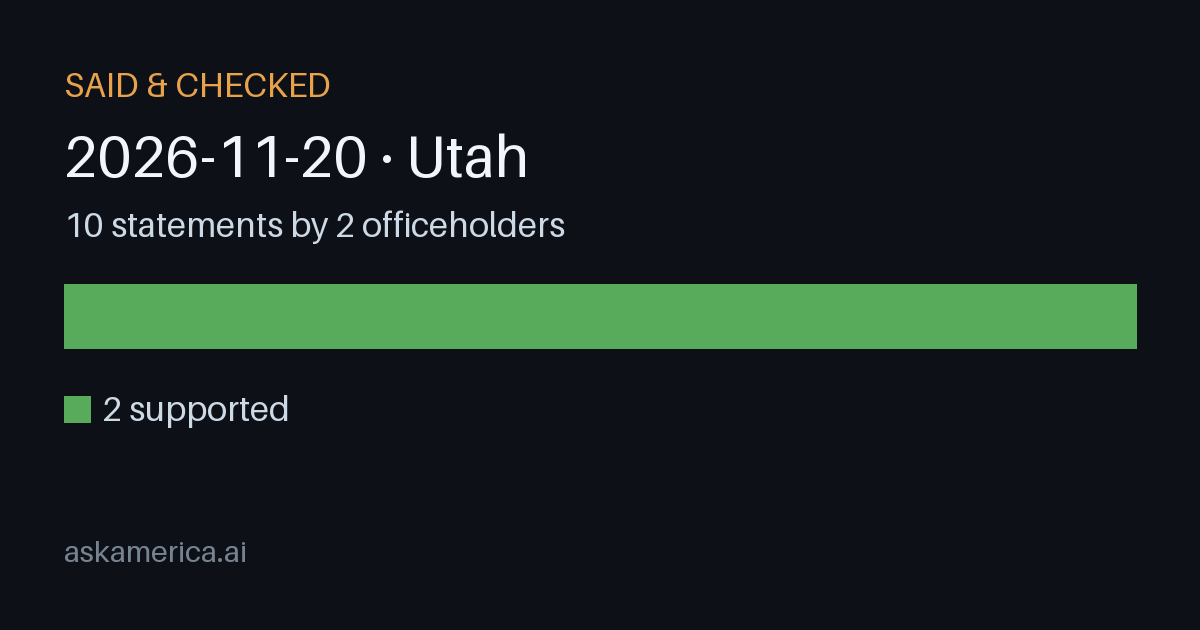 SAID & CHECKED
2026-11-20 · Utah
10 statements by 2 officeholders
2 supported
askamerica.ai